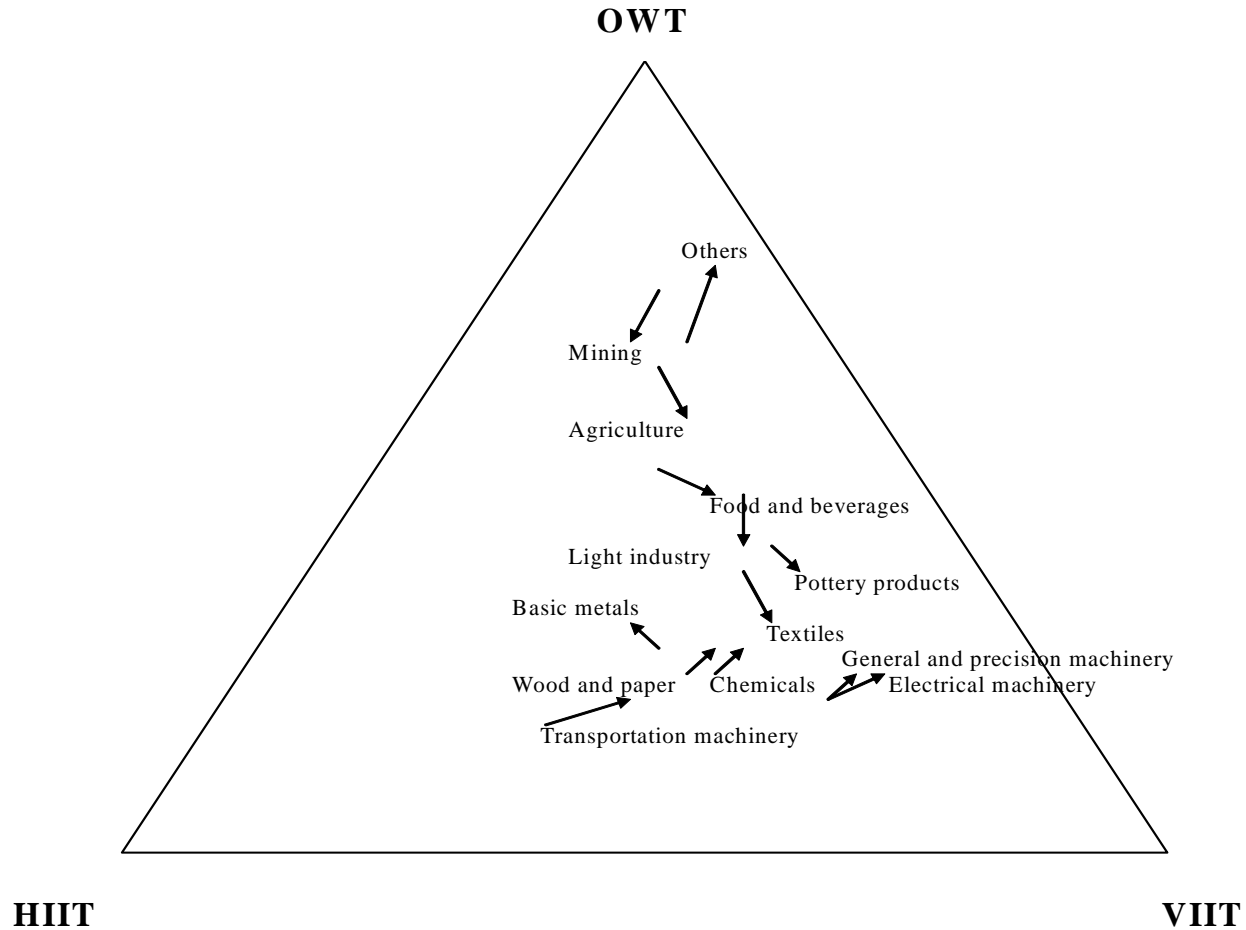 OWT
Others
Mining
Agriculture
Food and beverages
Light industry
Pottery products
Basic metals
Textiles
General and precision machinery
Wood and paper
Chemicals
Electrical machinery
Transportation machinery
HIIT
VIIT